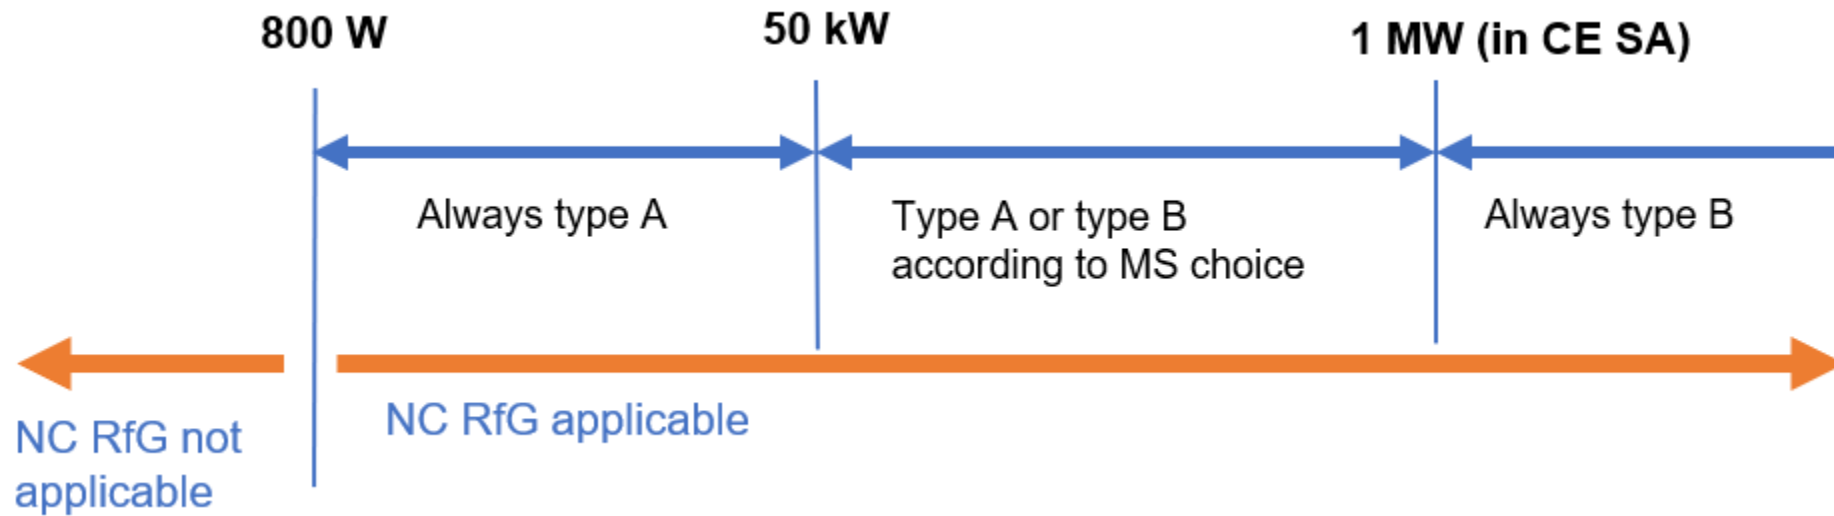 800 W
50 kW
1 MW (in CE SA)
Always type A
Type A or type B
according to MS choice
Always type B
NC RfG not
applicable
NC RfG applicable